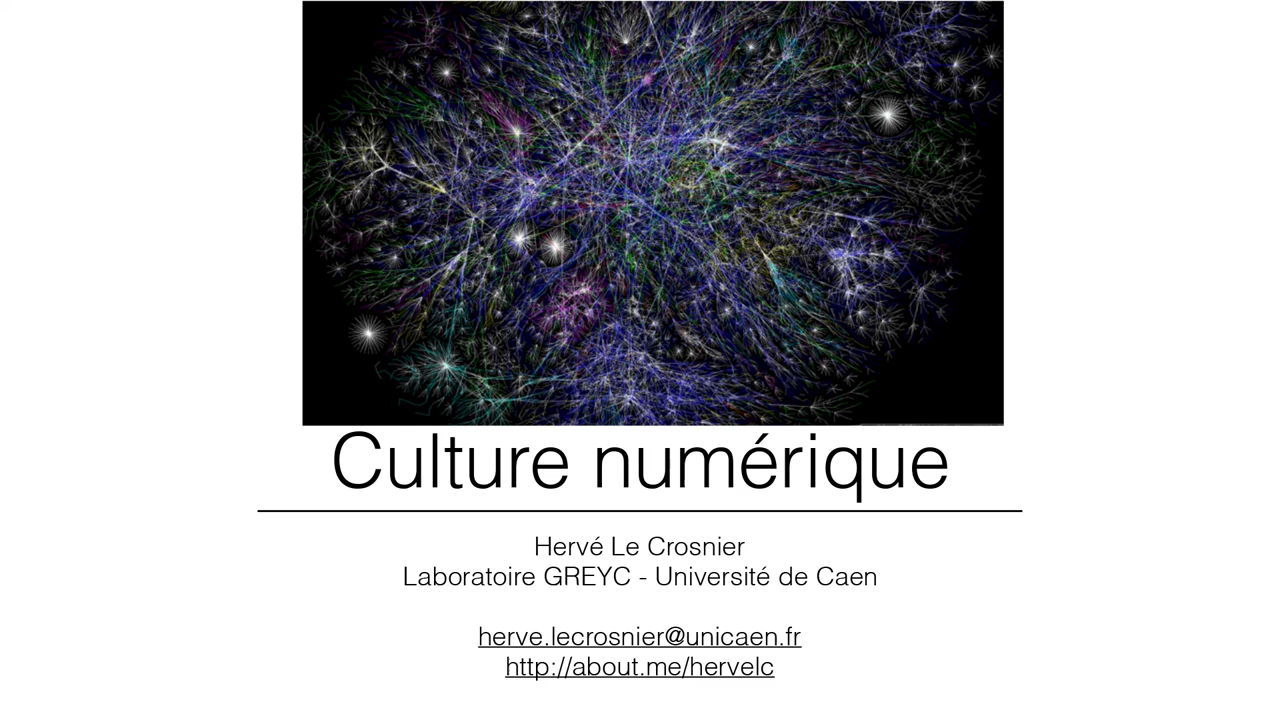 Culture numérique
Hervé Le Crosnier
Laboratoire GREYC - Université de Caen
herve.lecrosnier@unicaen.fr
http://about.me/hervelc